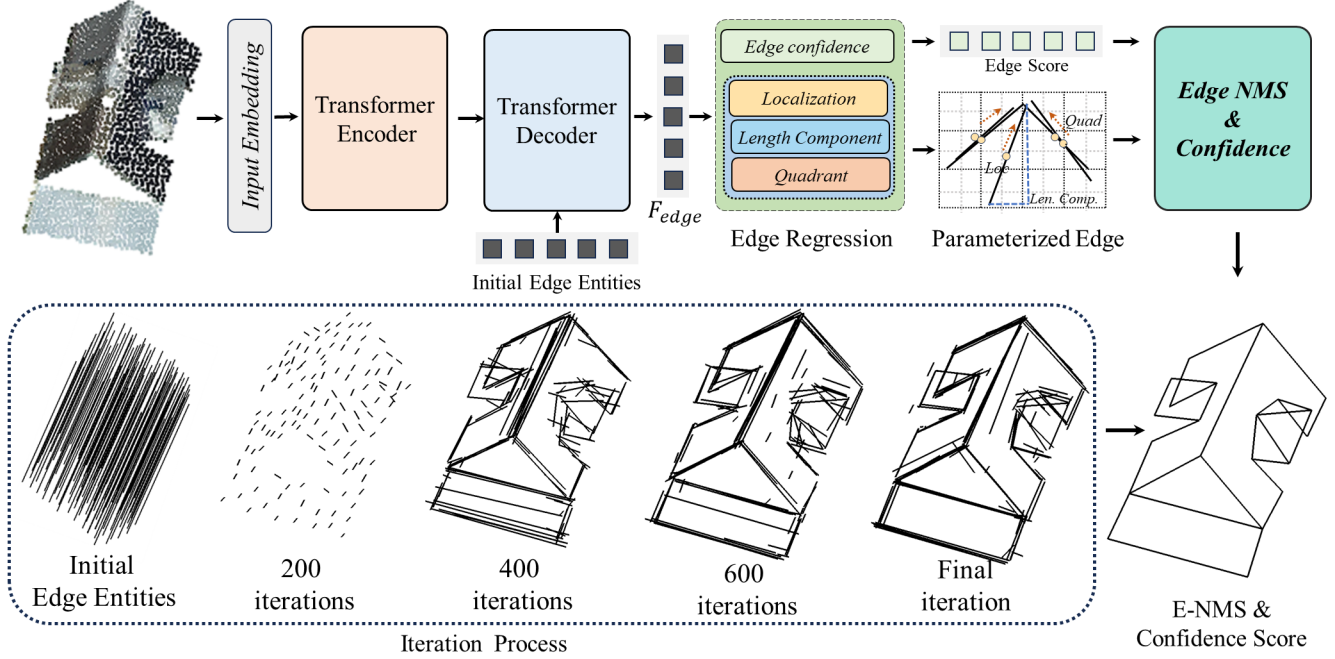 Input Embedding
Transformer
Encoder
Transformer
Decoder
Initial Edge Entities
F_edge
Edge confidence
Localization
Length Component
Quadrant
Edge Regression
Edge Score
Quad
Loc
Len. Comp.
Parameterized Edge
Edge NMS
&
Confidence
Initial
Edge Entities
200
iterations
400
iterations
600
iterations
Final
iteration
Iteration Process
E-NMS &
Confidence Score